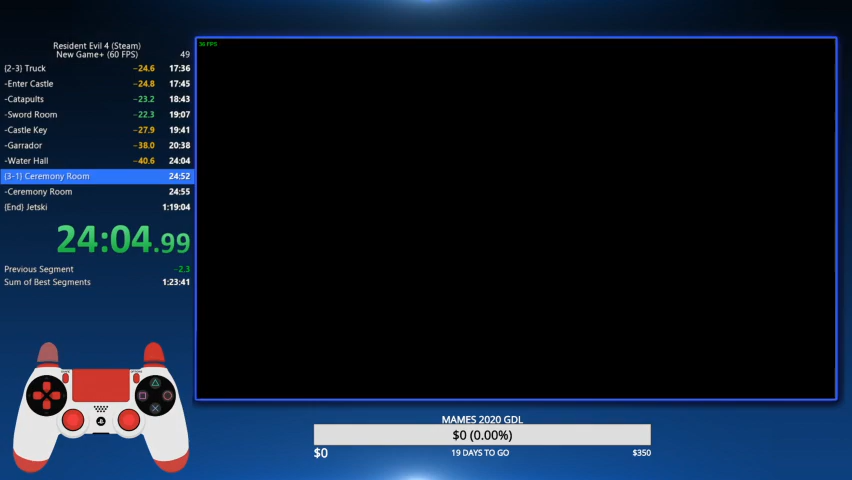 Resident Evil 4 (Steam)
New Game+ (60 FPS) 49
{2-3} Truck −24.6 17:36
-Enter Castle −24.8 17:45
-Catapults −23.2 18:43
-Sword Room −22.3 19:07
-Castle Key −27.9 19:41
-Garrador −38.0 20:38
-Water Hall −40.6 24:04
{3-1} Ceremony Room 24:52
-Ceremony Room 24:55
{End} Jetski 1:19:04
24:04.99
Previous Segment −2.3
Sum of Best Segments 1:23:41
30 FPS
MAMES 2020 GDL
$0 (0.00%)
$0 19 DAYS TO GO $350